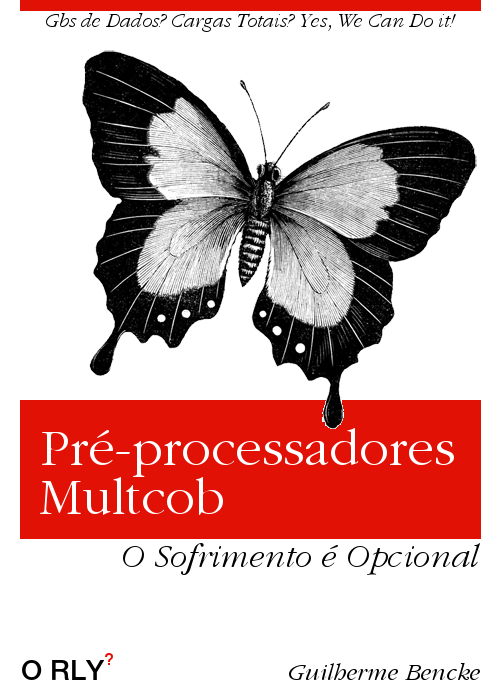 Gbs de Dados? Cargas Totais? Yes, We Can Do it!
Pré-processadores
Multcob
O Sofrimento é Opcional
O RLY?
Guilherme Bencke